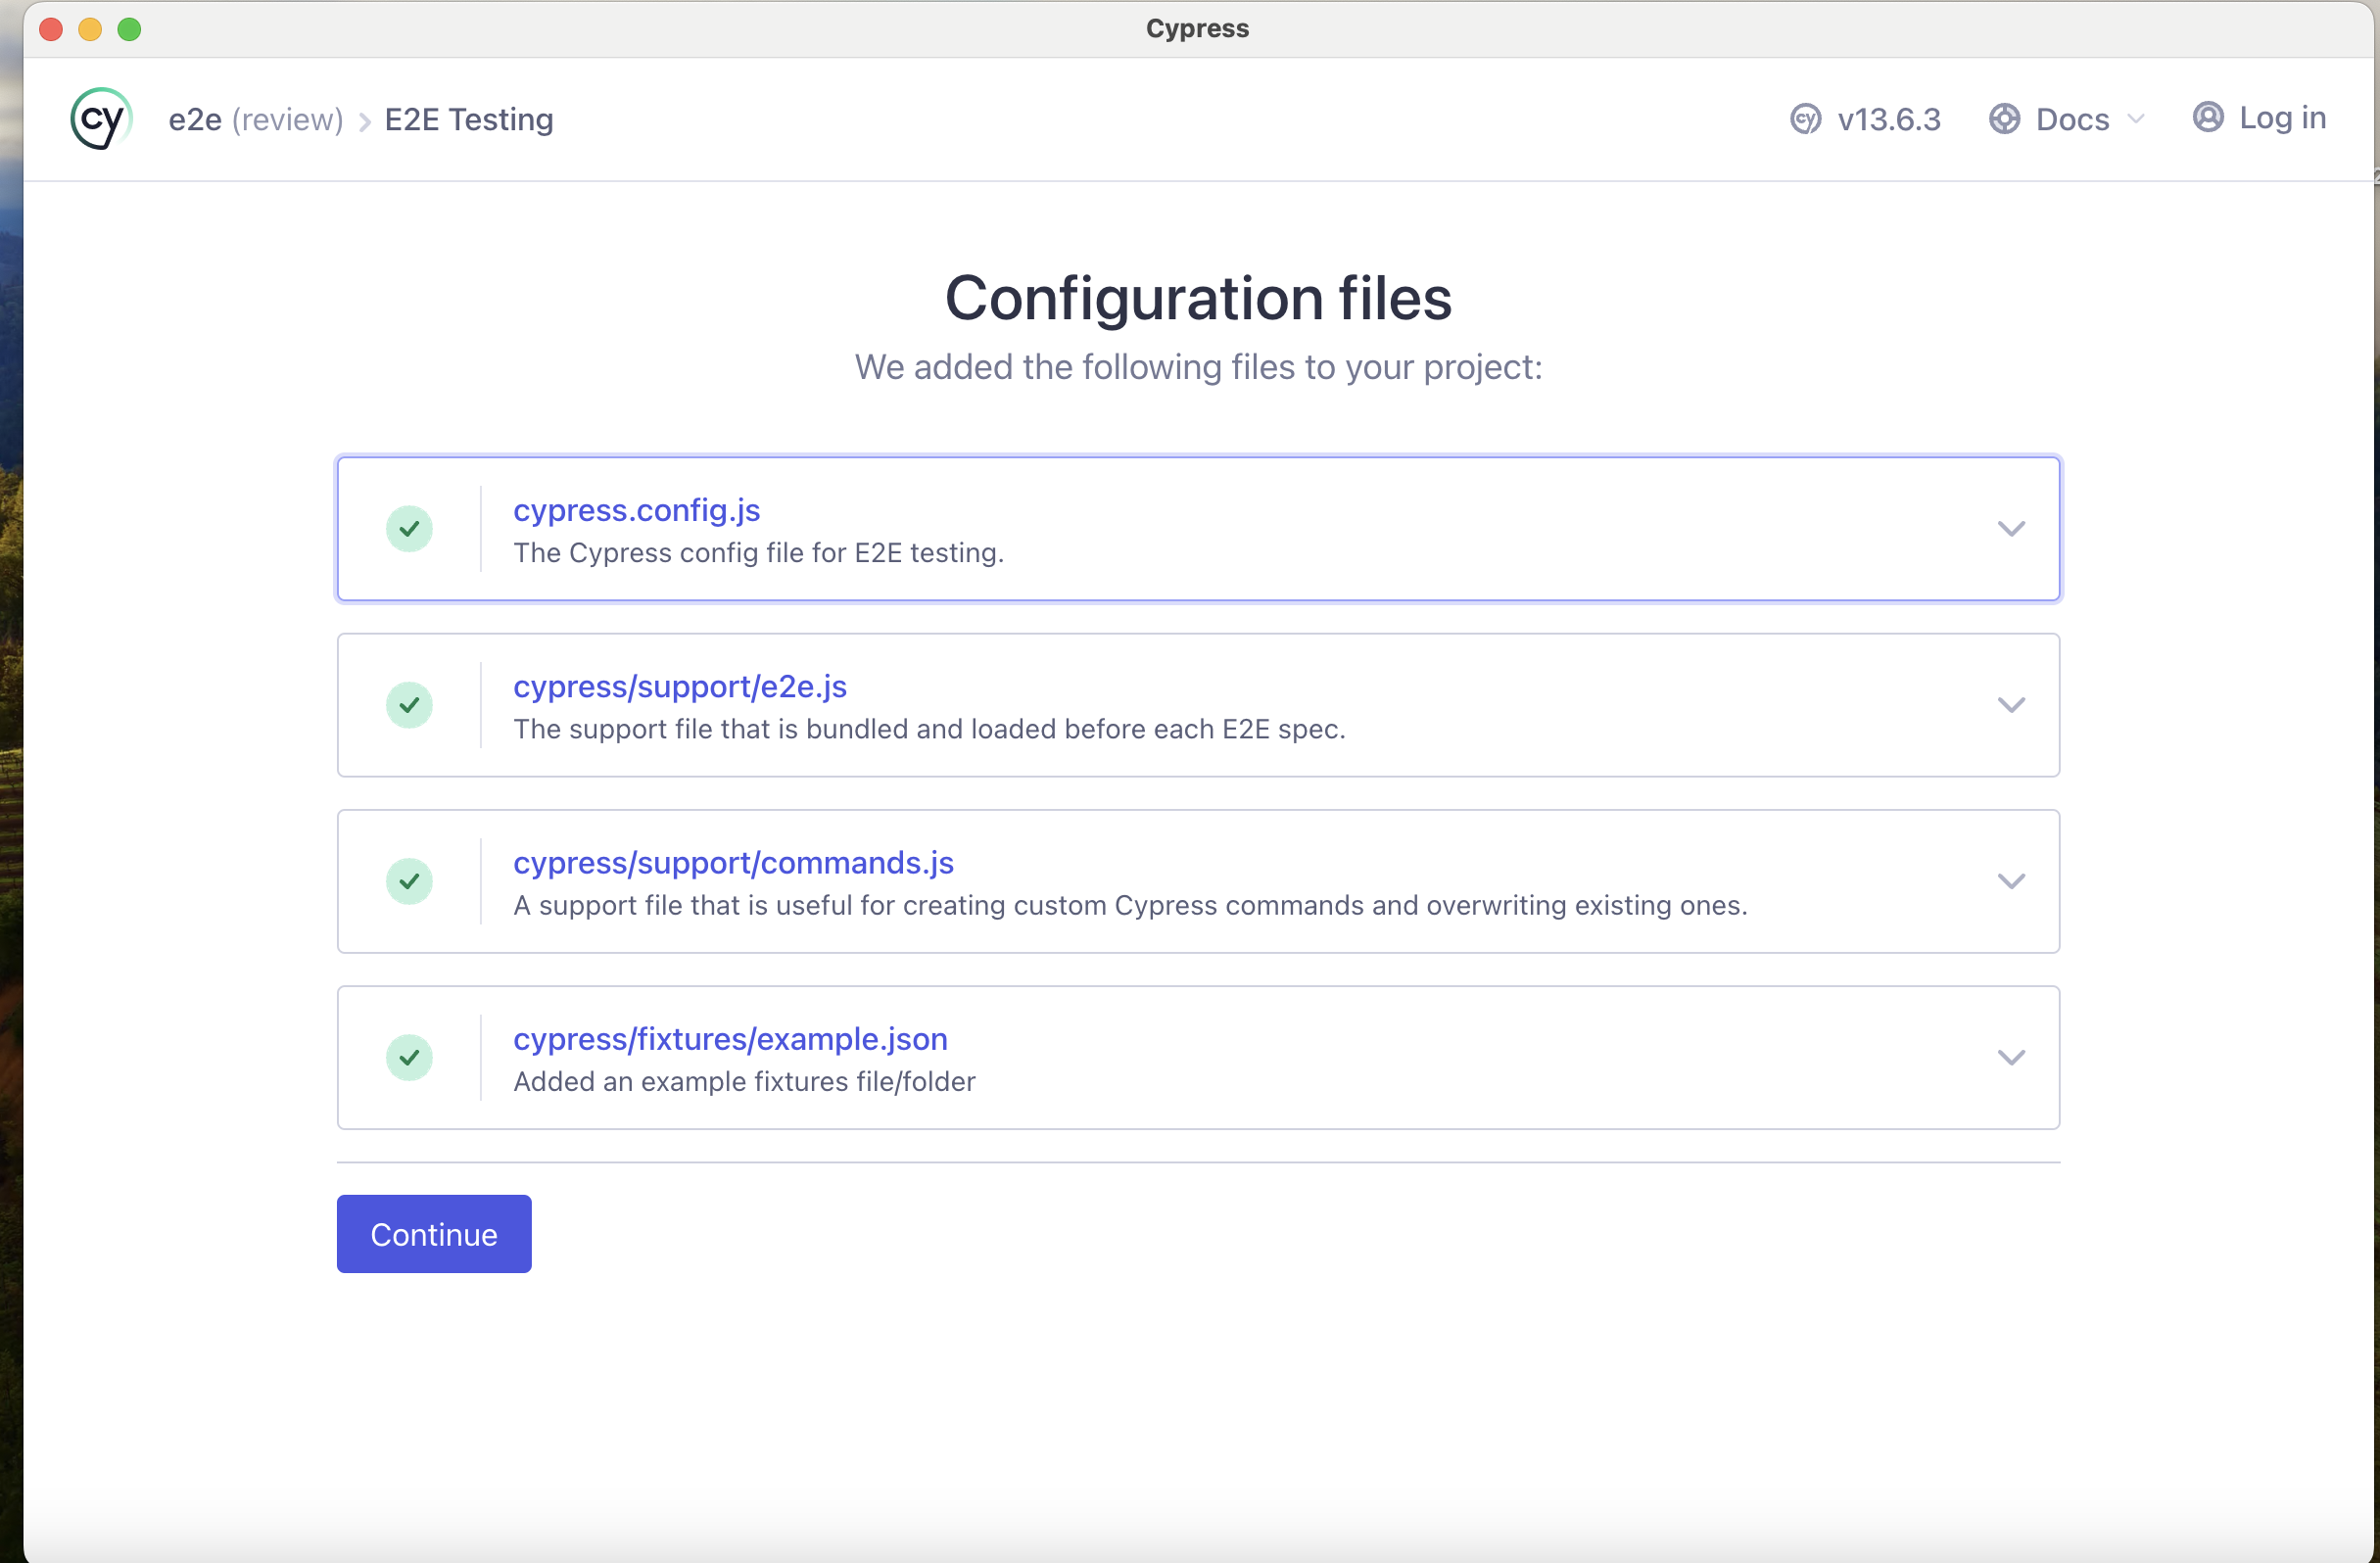 Cypress
cy e2e (review) E2E Testing cy v13.6.3 Docs Log in
Configuration files
We added the following files to your project:
cypress.config.js
The Cypress config file for E2E testing.
cypress/support/e2e.js
The support file that is bundled and loaded before each E2E spec.
cypress/support/commands.js
A support file that is useful for creating custom Cypress commands and overwriting existing ones.
cypress/fixtures/example.json
Added an example fixtures file/folder
Continue